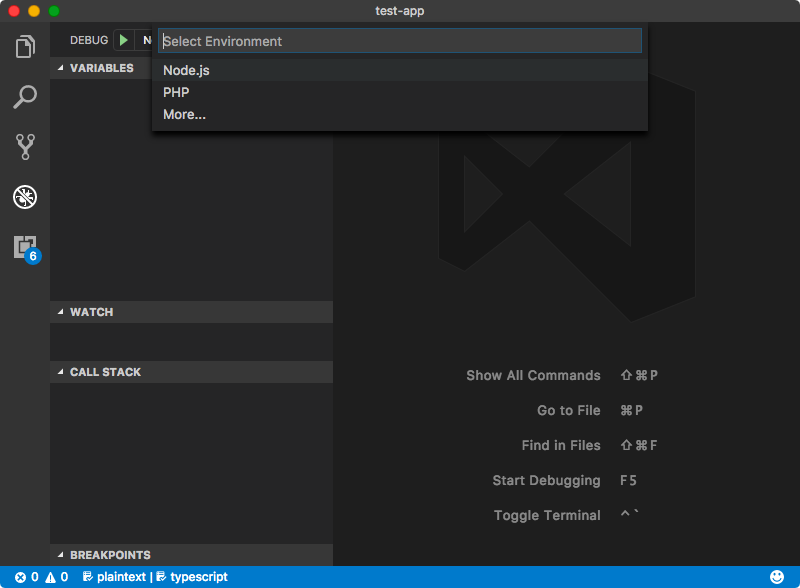 test-app
DEBUG N
Select Environment
Node.js
PHP
More...
VARIABLES
WATCH
CALL STACK
BREAKPOINTS
6
Show All Commands ⇧⌘P
Go to File ⌘P
Find in Files ⇧⌘F
Start Debugging F5
Toggle Terminal ^`
0 0 plaintext | typescript